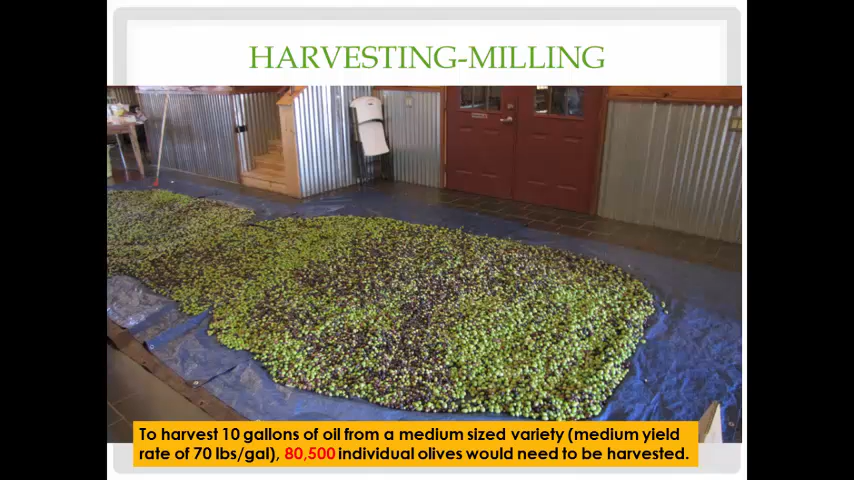 HARVESTING-MILLING
To harvest 10 gallons of oil from a medium sized variety (medium yield
rate of 70 lbs/gal), 80,500 individual olives would need to be harvested.